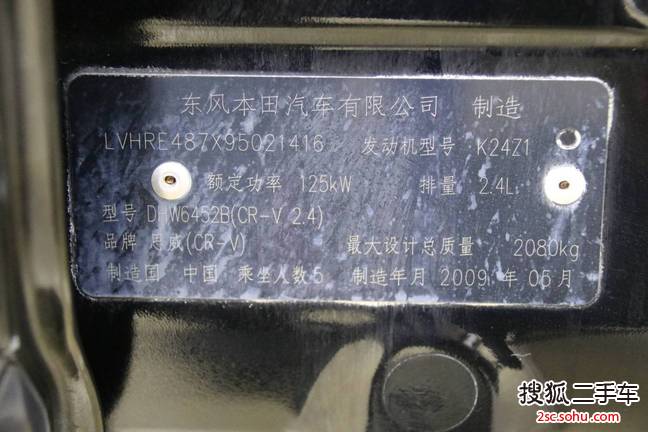 东风本田汽车有限公司 制造
LVHRE487X95021416 发动机型号 K24Z1
额定功率 125kW 排量 2.4L
型号 DHW6452B(CR-V 2.4)
品牌 思威(CR-V) 最大设计总质量 2080kg
制造国 中国 乘坐人数 5 制造年月 2009 年 05 月
搜狐二手车
2sc.sohu.com